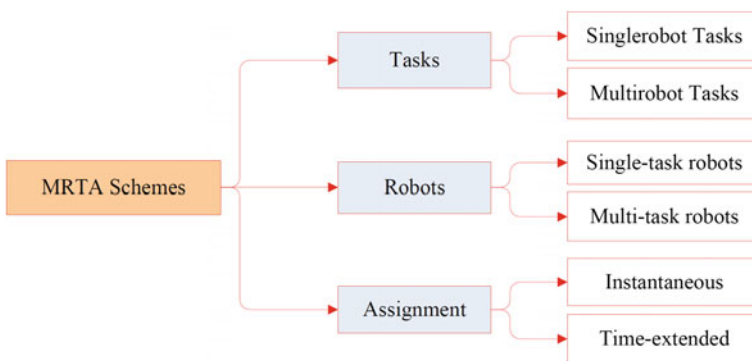 Singlerobot Tasks
Tasks
Multirobot Tasks
MRTA Schemes
Single-task robots
Robots
Multi-task robots
Instantaneous
Assignment
Time-extended